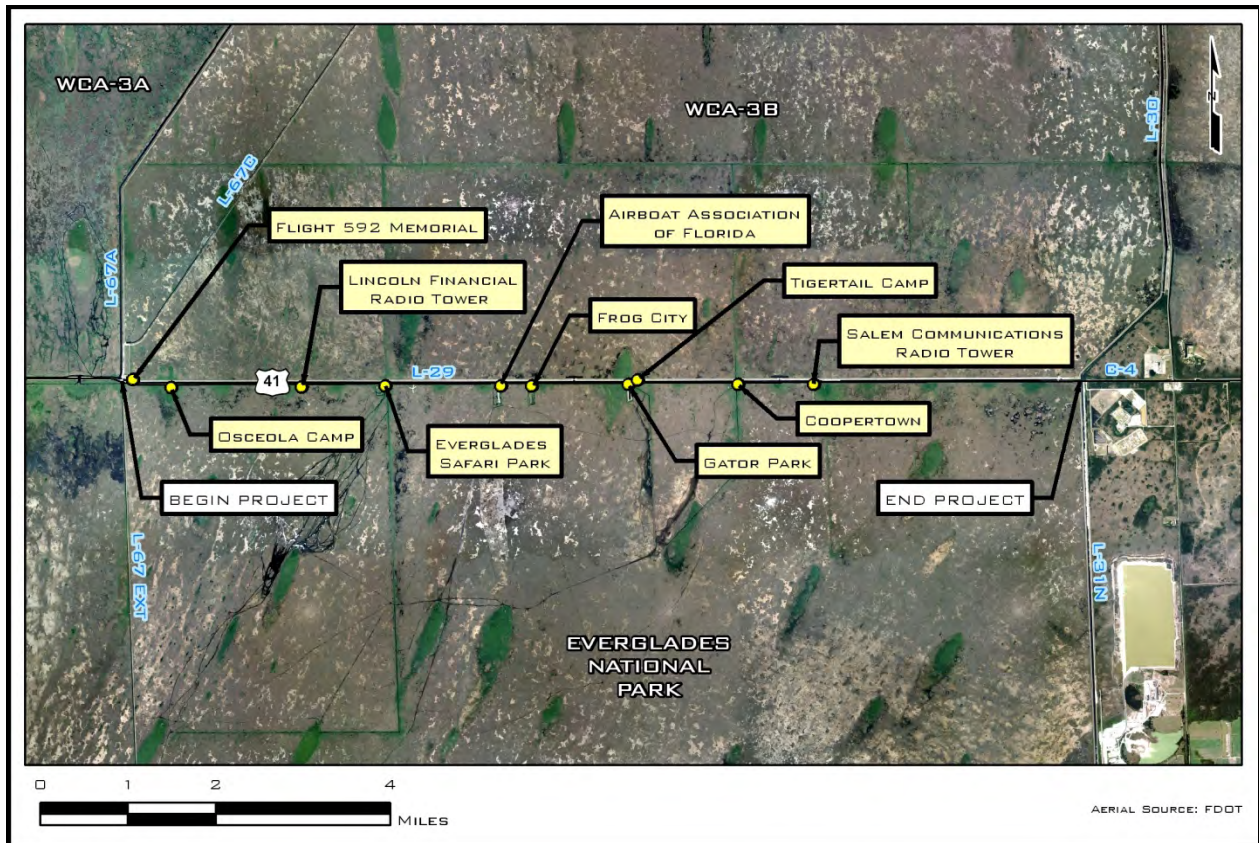 WCA-3A
WCA-3B
L-30
L-67C
L-67A
N
FLIGHT 592 MEMORIAL
AIRBOAT ASSOCIATION
OF FLORIDA
LINCOLN FINANCIAL
RADIO TOWER
TIGERTAIL CAMP
FROG CITY
SALEM COMMUNICATIONS
RADIO TOWER
41
L-29
C-4
OSCEOLA CAMP
EVERGLADES
SAFARI PARK
GATOR PARK
COOPERTOWN
BEGIN PROJECT
END PROJECT
L-67 EXT
L-31N
EVERGLADES
NATIONAL
PARK
0 1 2 4
MILES
AERIAL SOURCE: FDOT